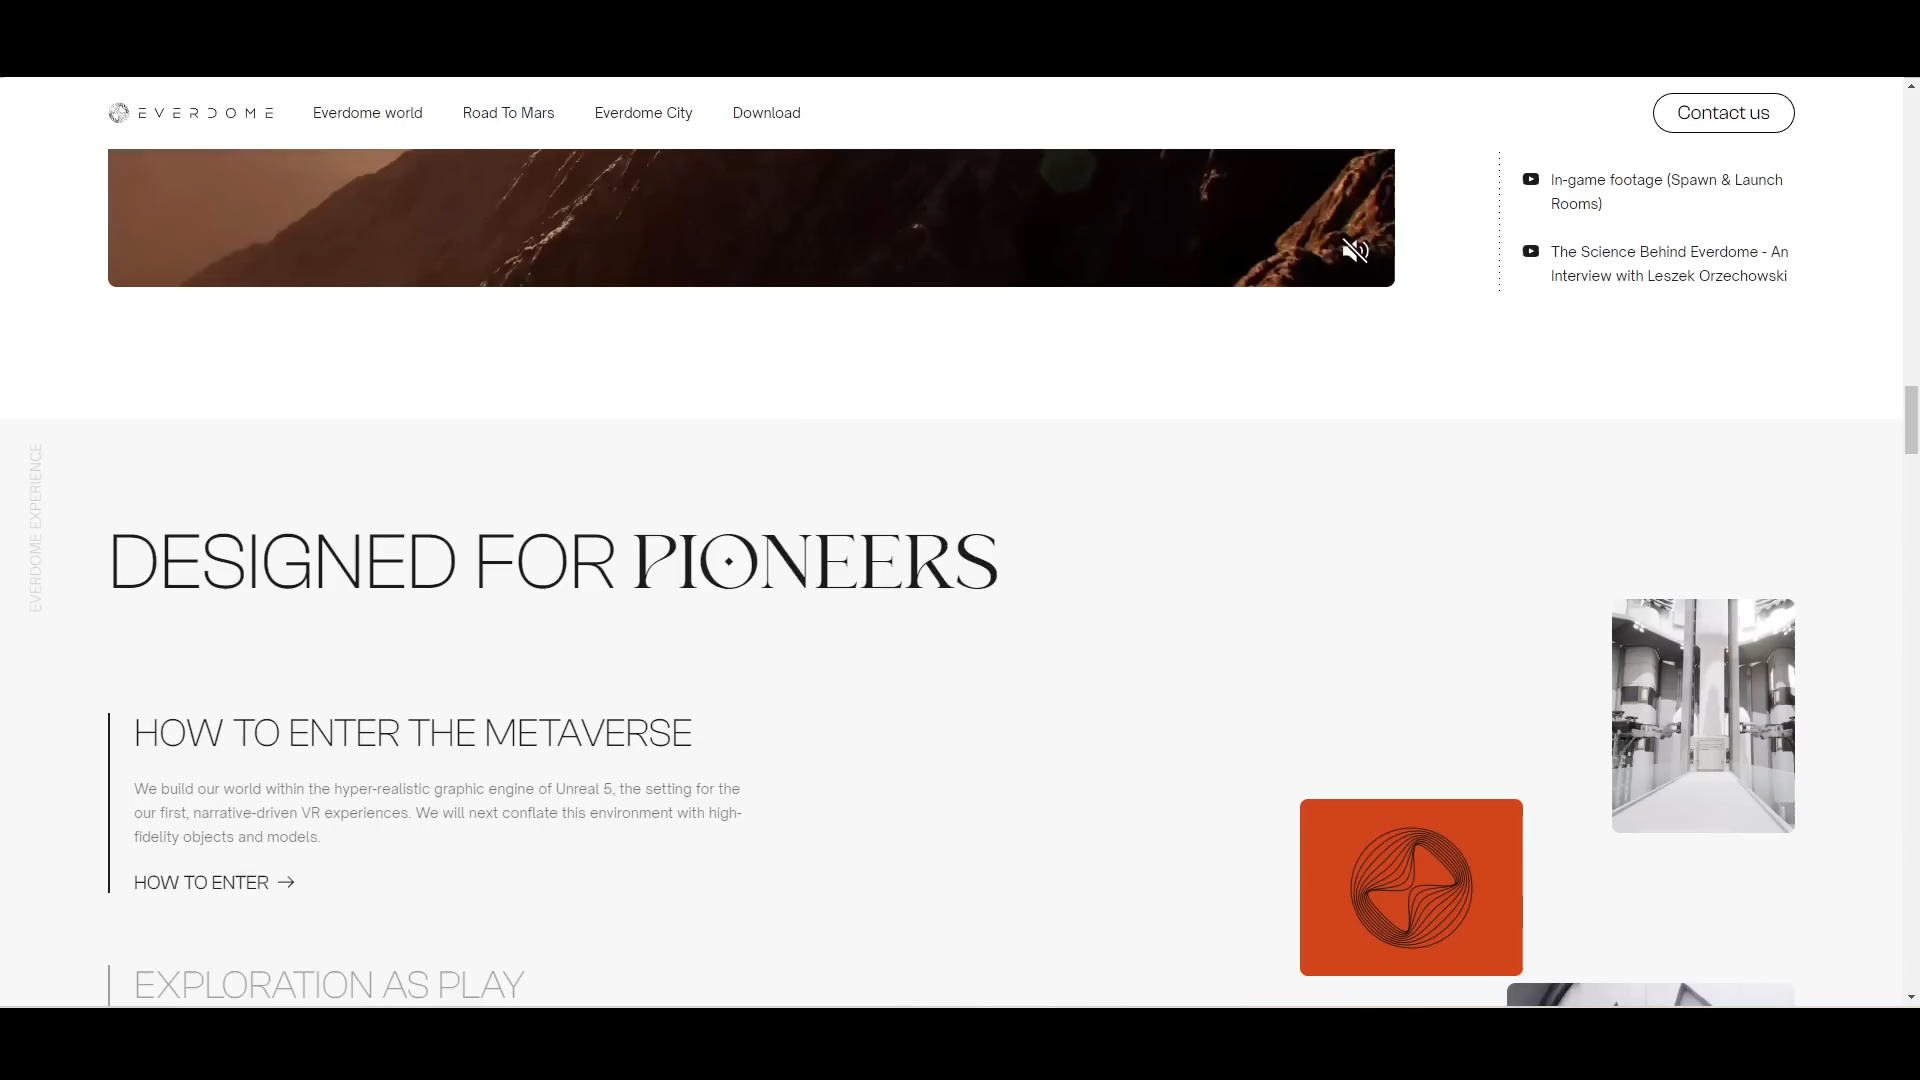 EVERDOME Everdome world Road To Mars Everdome City Download Contact us
In-game footage (Spawn & Launch
Rooms)
The Science Behind Everdome - An
Interview with Leszek Orzechowski
EVERDOME EXPERIENCE
DESIGNED FOR PIONEERS
HOW TO ENTER THE METAVERSE
We build our world within the hyper-realistic graphic engine of Unreal 5, the setting for the
our first, narrative-driven VR experiences. We will next conflate this environment with high-
fidelity objects and models.
HOW TO ENTER →
EXPLORATION AS PLAY